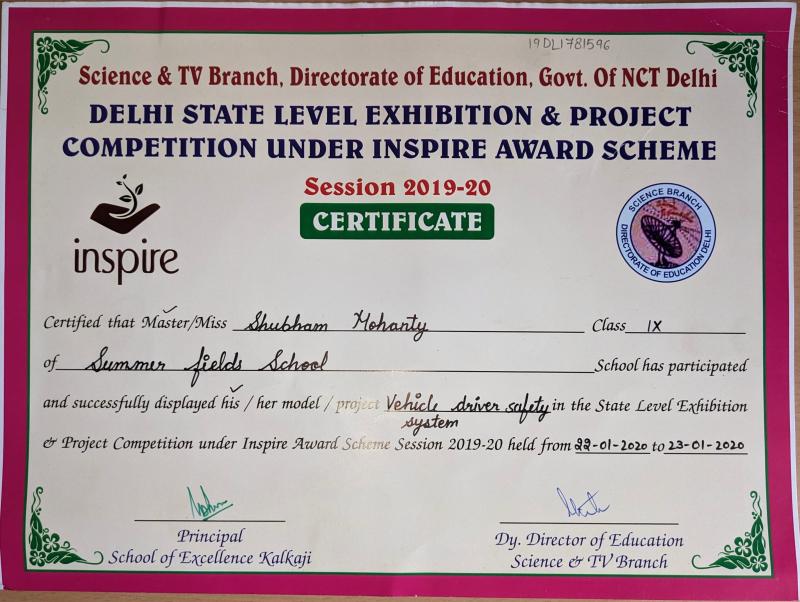 19DL1781596
Science & TV Branch, Directorate of Education, Govt. Of NCT Delhi
DELHI STATE LEVEL EXHIBITION & PROJECT
COMPETITION UNDER INSPIRE AWARD SCHEME
Session 2019-20
CERTIFICATE
inspire
SCIENCE BRANCH
DIRECTORATE OF EDUCATION DELHI
Certified that Master/Miss Shubham Mohanty Class IX
of Summer fields School School has participated
and successfully displayed his / her model / project Vehicle driver safety in the State Level Exhibition
system
& Project Competition under Inspire Award Scheme Session 2019-20 held from 22-01-2020 to 23-01-2020
Principal
School of Excellence Kalkaji
Dy. Director of Education
Science & TV Branch